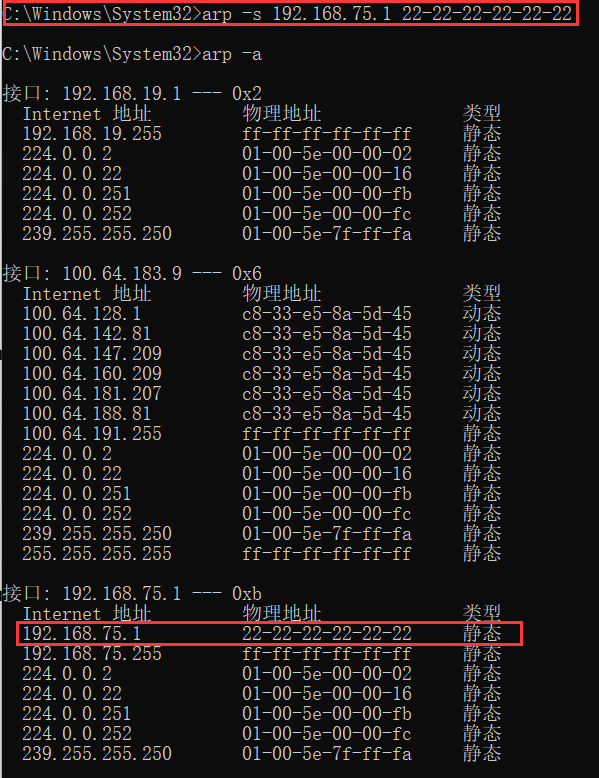 C:\Windows\System32>arp -s 192.168.75.1 22-22-22-22-22-22
C:\Windows\System32>arp -a
接口: 192.168.19.1 --- 0x2
Internet 地址 物理地址 类型
192.168.19.255 ff-ff-ff-ff-ff-ff 静态
224.0.0.2 01-00-5e-00-00-02 静态
224.0.0.22 01-00-5e-00-00-16 静态
224.0.0.251 01-00-5e-00-00-fb 静态
224.0.0.252 01-00-5e-00-00-fc 静态
239.255.255.250 01-00-5e-7f-ff-fa 静态
接口: 100.64.183.9 --- 0x6
Internet 地址 物理地址 类型
100.64.128.1 c8-33-e5-8a-5d-45 动态
100.64.142.81 c8-33-e5-8a-5d-45 动态
100.64.147.209 c8-33-e5-8a-5d-45 动态
100.64.160.209 c8-33-e5-8a-5d-45 动态
100.64.181.207 c8-33-e5-8a-5d-45 动态
100.64.188.81 c8-33-e5-8a-5d-45 动态
100.64.191.255 ff-ff-ff-ff-ff-ff 静态
224.0.0.2 01-00-5e-00-00-02 静态
224.0.0.22 01-00-5e-00-00-16 静态
224.0.0.251 01-00-5e-00-00-fb 静态
224.0.0.252 01-00-5e-00-00-fc 静态
239.255.255.250 01-00-5e-7f-ff-fa 静态
255.255.255.255 ff-ff-ff-ff-ff-ff 静态
接口: 192.168.75.1 --- 0xb
Internet 地址 物理地址 类型
192.168.75.1 22-22-22-22-22-22 静态
192.168.75.255 ff-ff-ff-ff-ff-ff 静态
224.0.0.2 01-00-5e-00-00-02 静态
224.0.0.22 01-00-5e-00-00-16 静态
224.0.0.251 01-00-5e-00-00-fb 静态
224.0.0.252 01-00-5e-00-00-fc 静态
239.255.255.250 01-00-5e-7f-ff-fa 静态